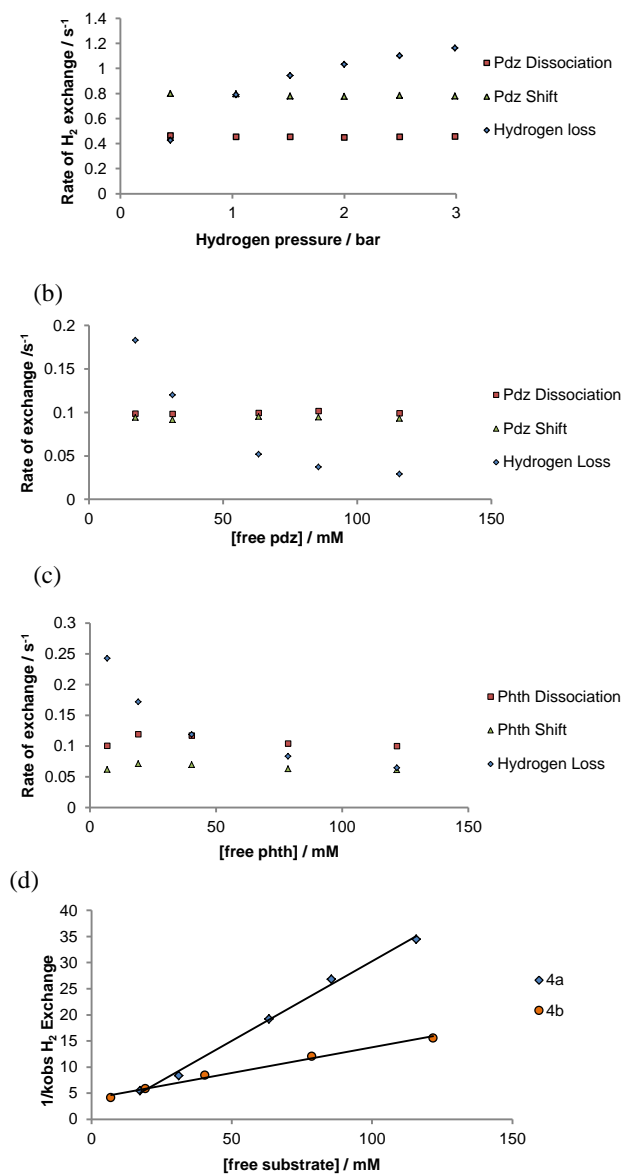 1.4
1.2
1
0.8
0.6
0.4
0.2
0
Rate of H2 exchange / s-1
0
1
2
3
Hydrogen pressure / bar
Pdz Dissociation
Pdz Shift
Hydrogen loss
(b)
0.2
0.15
0.1
0.05
0
Rate of exchange /s-1
0
50
100
150
[free pdz] / mM
Pdz Dissociation
Pdz Shift
Hydrogen Loss
(c)
0.3
0.25
0.2
0.15
0.1
0.05
0
Rate of exchange / s-1
0
50
100
150
[free phth] / mM
Phth Dissociation
Phth Shift
Hydrogen Loss
(d)
40
35
30
25
20
15
10
5
0
1/kobs H2 Exchange
0
50
100
150
[free substrate] / mM
4a
4b